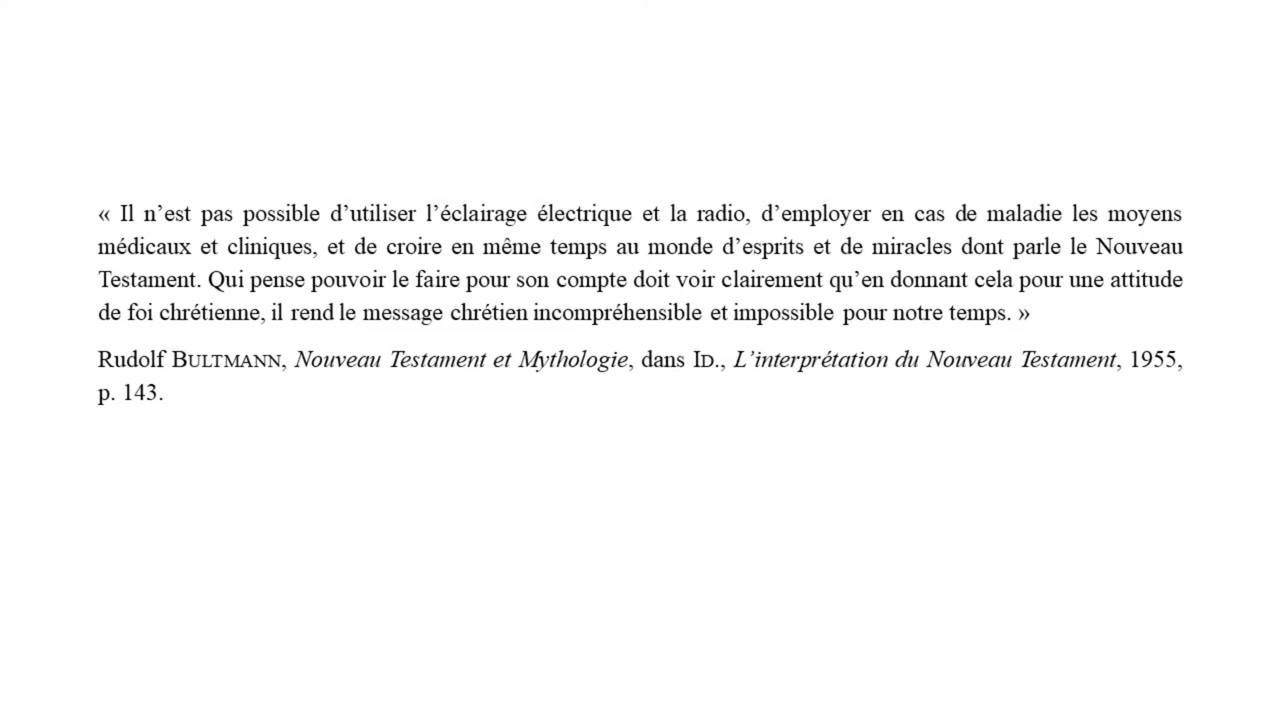 « Il n’est pas possible d’utiliser l’éclairage électrique et la radio, d’employer en cas de maladie les moyens
médicaux et cliniques, et de croire en même temps au monde d’esprits et de miracles dont parle le Nouveau
Testament. Qui pense pouvoir le faire pour son compte doit voir clairement qu’en donnant cela pour une attitude
de foi chrétienne, il rend le message chrétien incompréhensible et impossible pour notre temps. »
Rudolf BULTMANN, Nouveau Testament et Mythologie, dans ID., L’interprétation du Nouveau Testament, 1955,
p. 143.